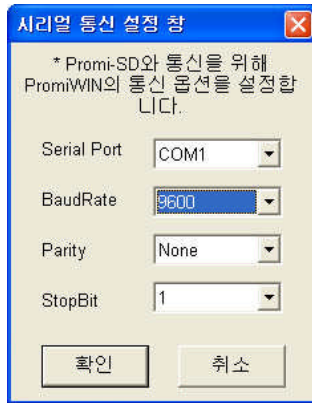 시리얼 통신 설정 창
* Promi-SD와 통신을 위해
PromiWIN의 통신 옵션을 설정합
니다.
Serial Port COM1
BaudRate 9600
Parity None
StopBit 1
확인 취소